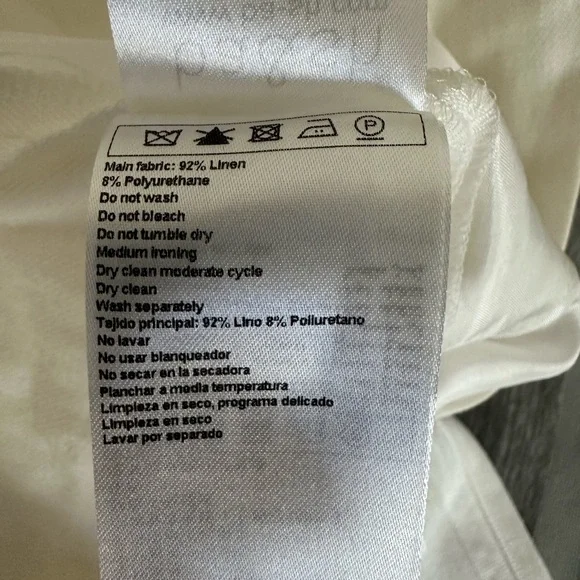 P
Main fabric: 92% Linen
8% Polyurethane
Do not wash
Do not bleach
Do not tumble dry
Medium ironing
Dry clean moderate cycle
Dry clean
Wash separately
Tejido principal: 92% Lino 8% Poliuretano
No lavar
No usar blanqueador
No secar en la secadora
Planchar a media temperatura
Limpieza en seco, programa delicado
Limpieza en seco
Lavar por separado